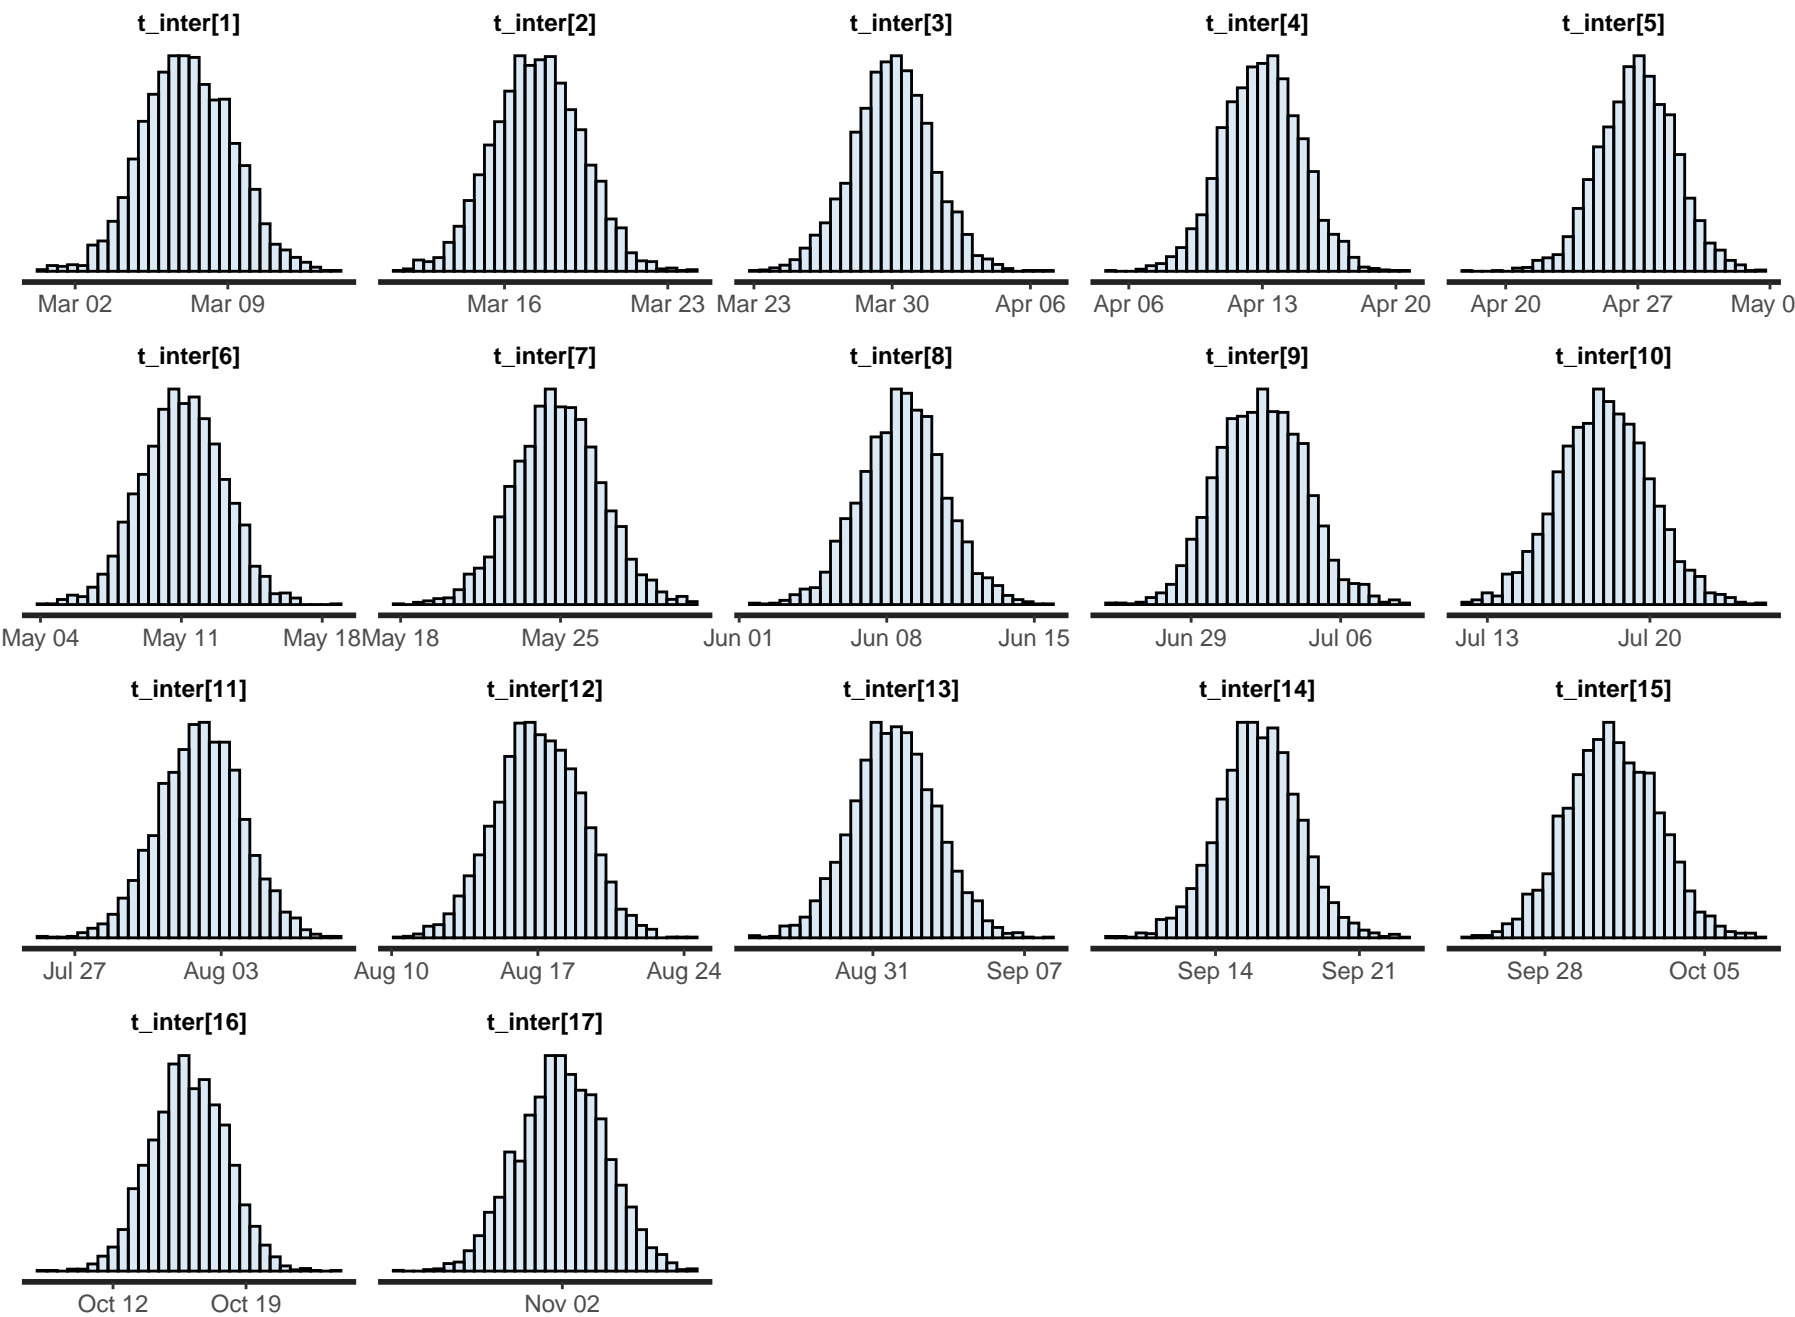 t_inter[1] t_inter[2] t_inter[3] t_inter[4] t_inter[5]
Mar 02 Mar 09 Mar 16 Mar 23 Mar 23 Mar 30 Apr 06 Apr 06 Apr 13 Apr 20 Apr 20 Apr 27 May 0
t_inter[6] t_inter[7] t_inter[8] t_inter[9] t_inter[10]
May 04 May 11 May 18 May 18 May 25 Jun 01 Jun 08 Jun 15 Jun 29 Jul 06 Jul 13 Jul 20
t_inter[11] t_inter[12] t_inter[13] t_inter[14] t_inter[15]
Jul 27 Aug 03 Aug 10 Aug 17 Aug 24 Aug 31 Sep 07 Sep 14 Sep 21 Sep 28 Oct 05
t_inter[16] t_inter[17]
Oct 12 Oct 19 Nov 02